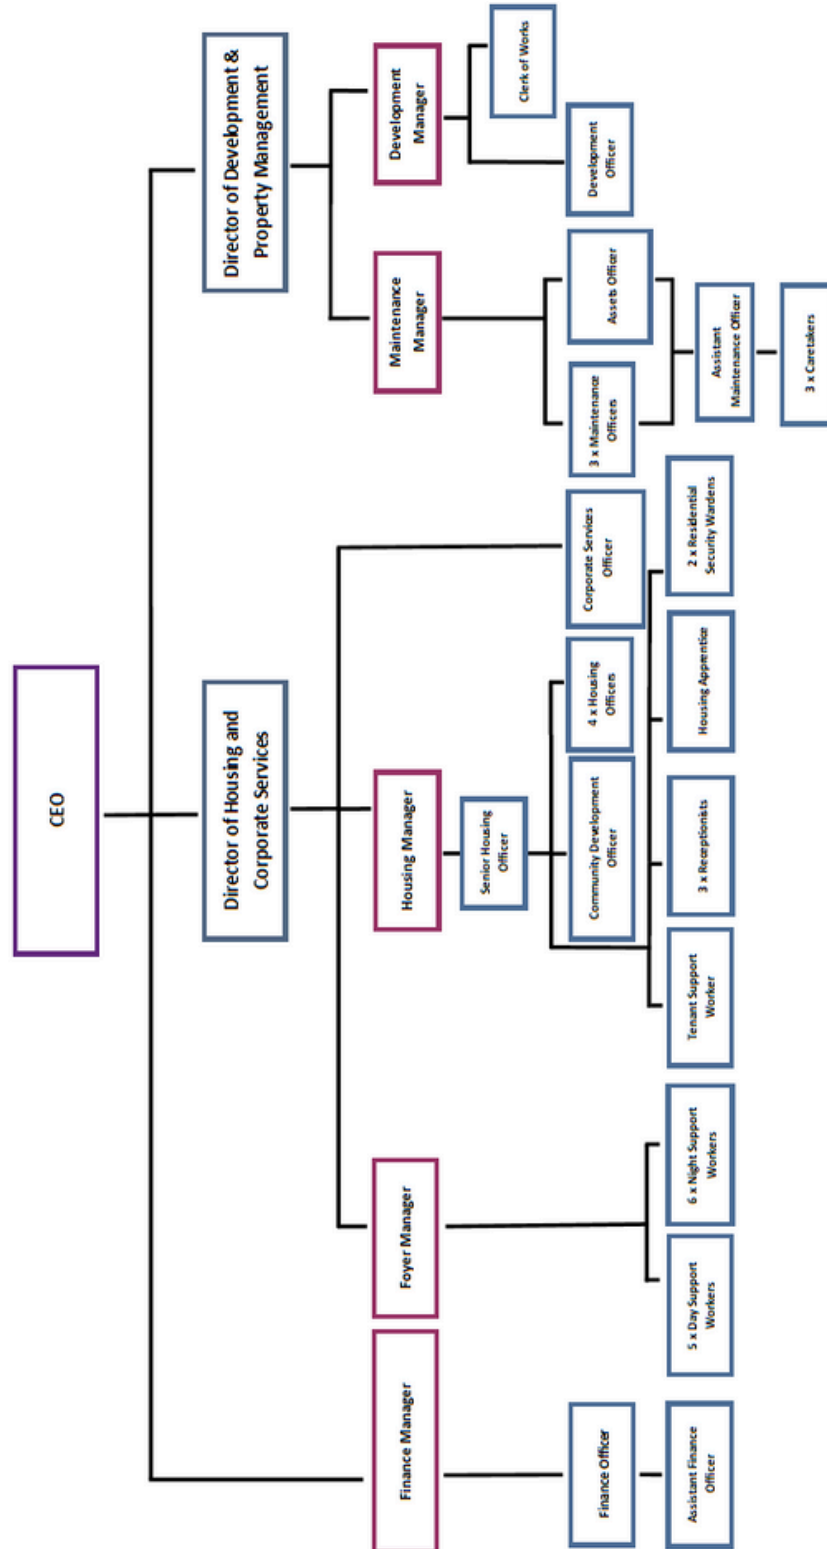 CEO
Director of Housing and
Corporate Services
Director of Development &
Property Management
Finance Manager
Foyer Manager
Housing Manager
Maintenance
Manager
Development
Manager
Senior Housing
Officer
Clerk of Works
Finance Officer
Community Development
Officer
4 x Housing
Officers
Corporate Services
Officer
3 x Maintenance
Officers
Assets Officer
Development
Officer
Assistant Finance
Officer
5 x Day Support
Workers
6 x Night Support
Workers
Tenant Support
Worker
3 x Receptionists
Housing Apprentice
2 x Residential
Security Wardens
Assistant
Maintenance Officer
3 x Caretakers